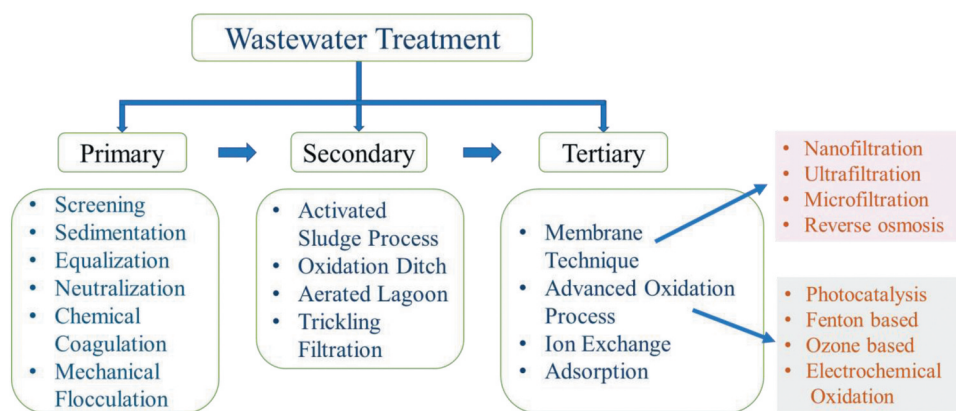 Wastewater Treatment
Primary
Secondary
Tertiary
• Screening
• Sedimentation
• Equalization
• Neutralization
• Chemical
Coagulation
• Mechanical
Flocculation
• Activated
Sludge Process
• Oxidation Ditch
• Aerated Lagoon
• Trickling
Filtration
• Membrane
Technique
• Advanced Oxidation
Process
• Ion Exchange
• Adsorption
• Nanofiltration
• Ultrafiltration
• Microfiltration
• Reverse osmosis
• Photocatalysis
• Fenton based
• Ozone based
• Electrochemical
Oxidation